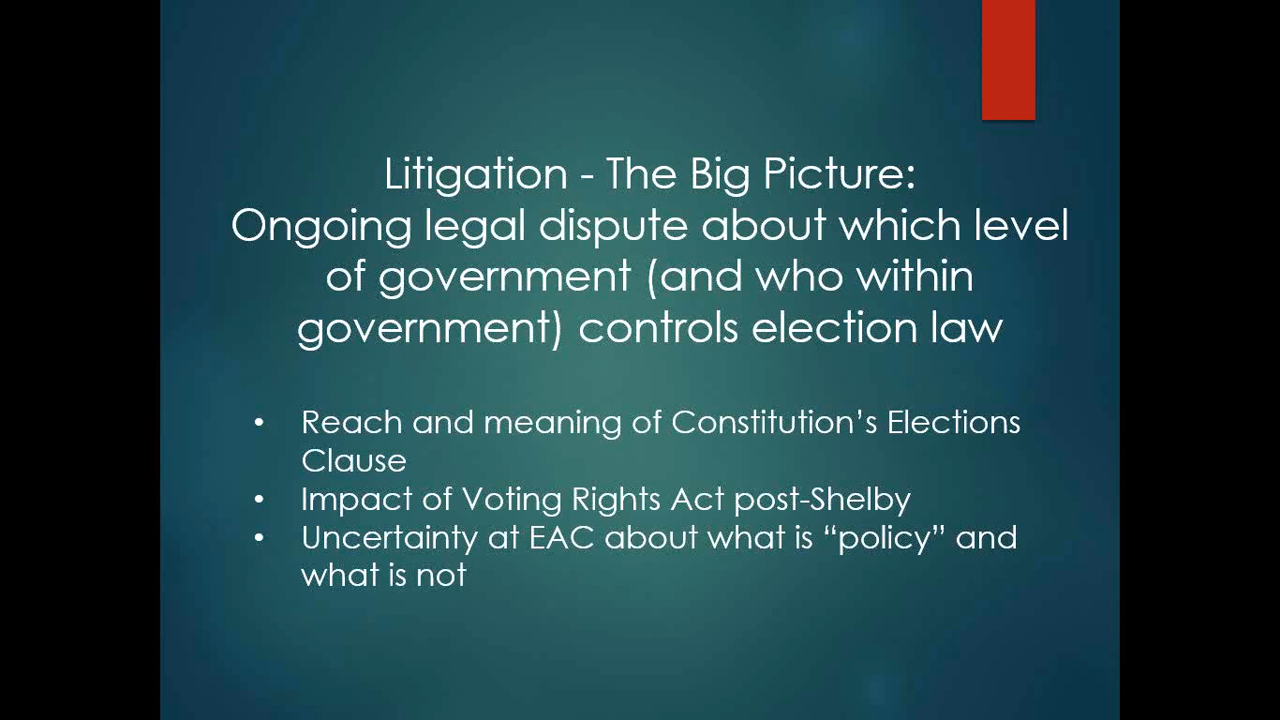 Litigation - The Big Picture:
Ongoing legal dispute about which level
of government (and who within
government) controls election law
• Reach and meaning of Constitution’s Elections
Clause
• Impact of Voting Rights Act post-Shelby
• Uncertainty at EAC about what is “policy” and
what is not